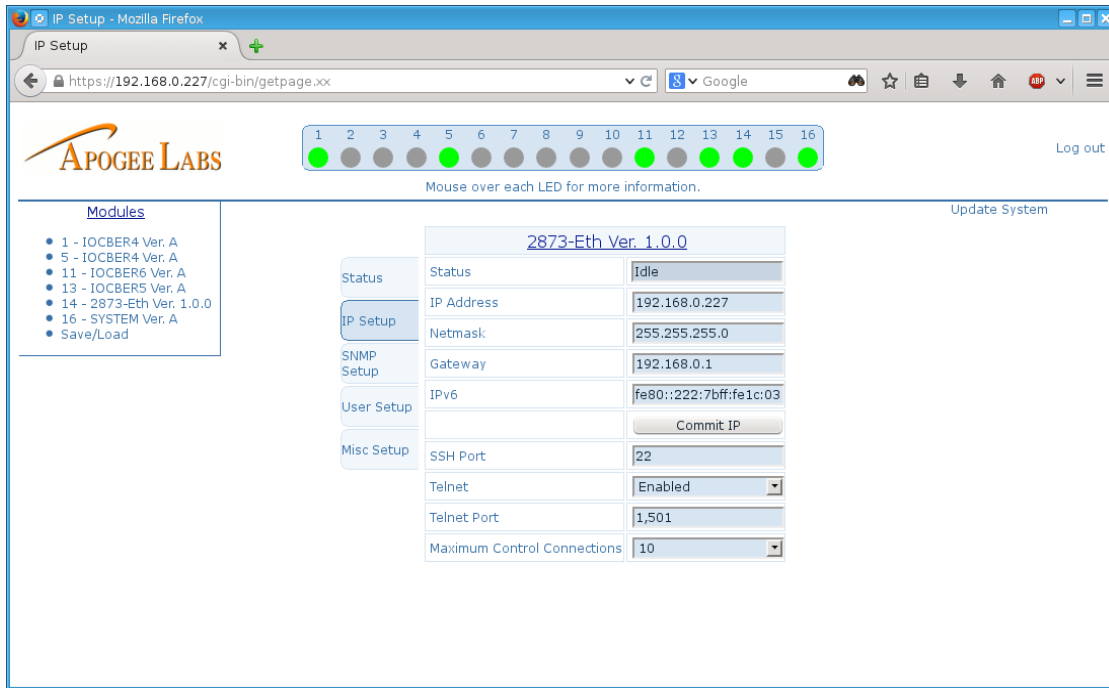 IP Setup - Mozilla Firefox
IP Setup
https://192.168.0.227/cgi-bin/getpage.xx
Google
ABP
APOGEE LABS
1 2 3 4 5 6 7 8 9 10 11 12 13 14 15 16
Log out
Mouse over each LED for more information.
Modules
1 - IOCBER4 Ver. A
5 - IOCBER4 Ver. A
11 - IOCBER6 Ver. A
13 - IOCBER5 Ver. A
14 - 2873-Eth Ver. 1.0.0
16 - SYSTEM Ver. A
Save/Load
Update System
Status
IP Setup
SNMP
Setup
User Setup
Misc Setup
2873-Eth Ver. 1.0.0
Status Idle
IP Address 192.168.0.227
Netmask 255.255.255.0
Gateway 192.168.0.1
IPv6 fe80::222:7bff:fe1c:03
Commit IP
SSH Port 22
Telnet Enabled
Telnet Port 1,501
Maximum Control Connections 10